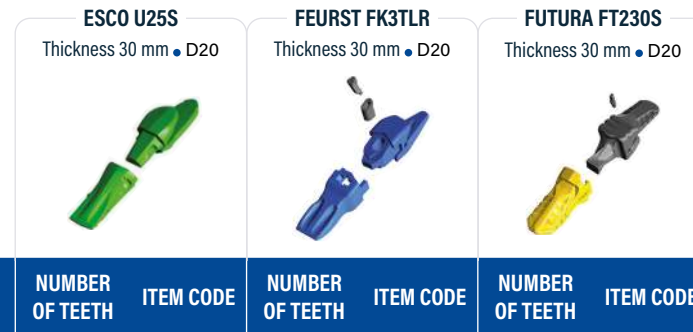 ESCO U25S
Thickness 30 mm • D20
FEURST FK3TLR
Thickness 30 mm • D20
FUTURA FT230S
Thickness 30 mm • D20
NUMBER
OF TEETH
ITEM CODE
NUMBER
OF TEETH
ITEM CODE
NUMBER
OF TEETH
ITEM CODE